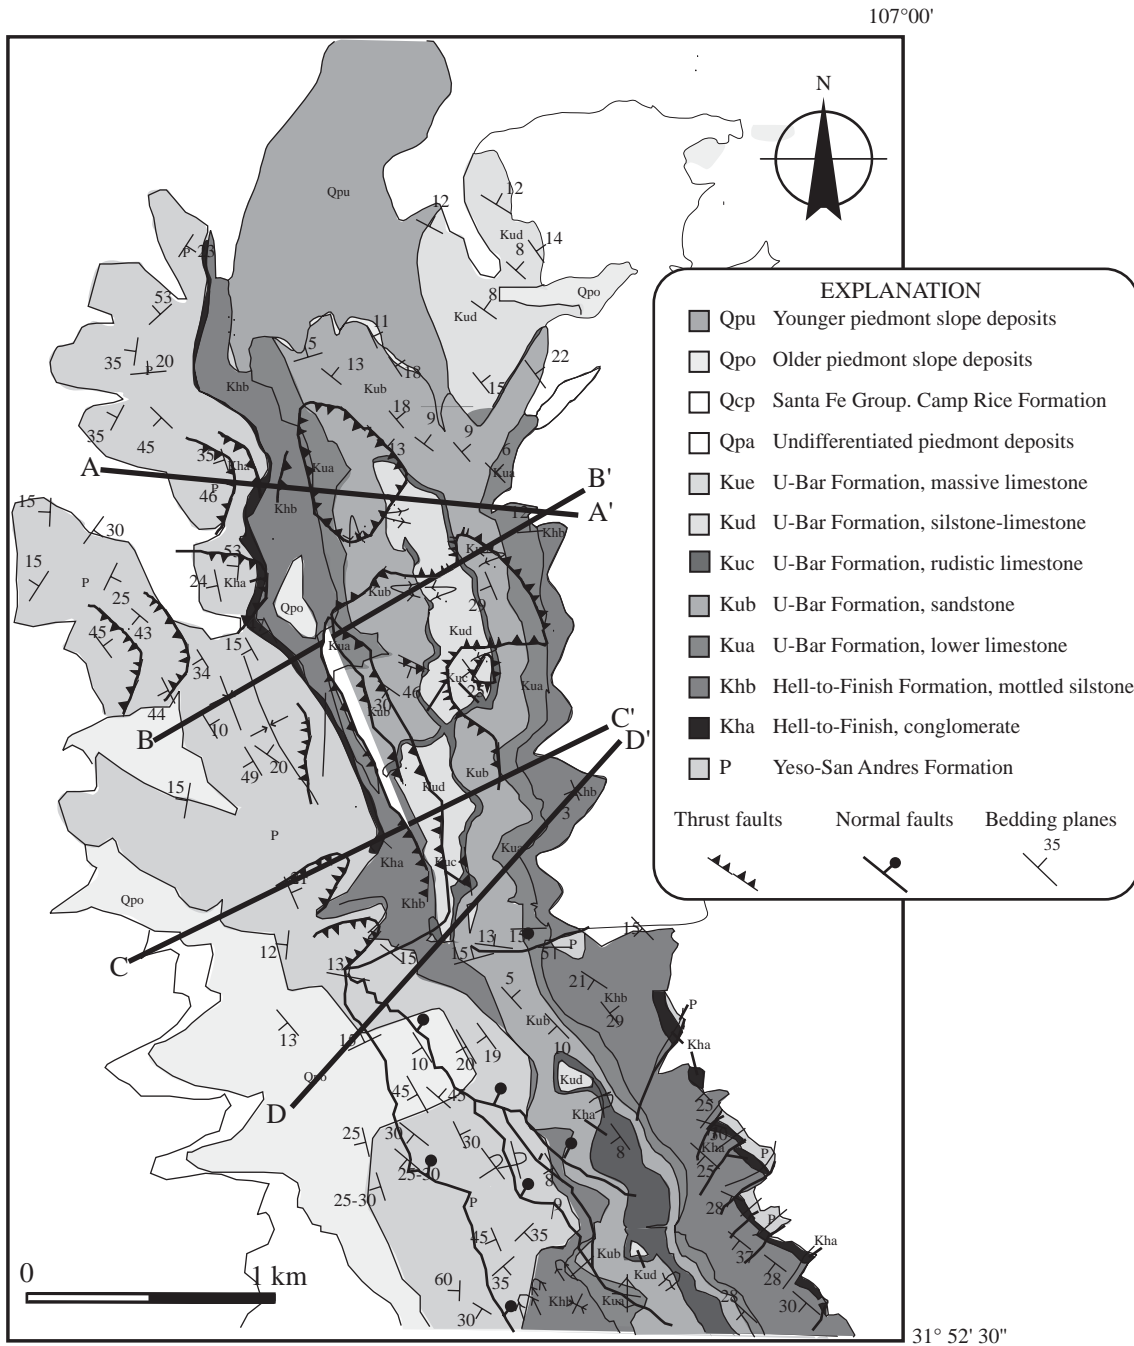 107°00'
N
Qpu
12
12
Kud
14
8
P
23
8
Qpo
53
Kud
11
5
22
35
20
P
13
18
Khb
Kub
15
18
9
9
35
45
13
6
35
Kha
Kua
Kua
A
B'
46
P
Khb
12
A'
15
30
Khb
53
15
P
24
Kha
Kub
25
Qpo
29
45
43
Kud
15
Kua
34
Kuc
46
25
Kua
30
Kub
44
10
B
C'
D'
49
20
Kub
15
Kud
Khb
3
P
Kua
Kha
Kuc
21
Qpo
Khb
15
C
12
13
15
5
P
15
15
13
5
21
Khb
29
P
Kub
13
10
Kha
10
20
19
Qpo
Kud
D
45
45
25
Kha
25
30
30
8
Kha
P
25-30
25
25-30
8
P
9
28
P
45
35
Kub
37
Kha
Kud
28
60
35
Khb
Kua
28
30
30
0
1 km
31° 52' 30"
EXPLANATION
Qpu Younger piedmont slope deposits
Qpo Older piedmont slope deposits
Qcp Santa Fe Group. Camp Rice Formation
Qpa Undifferentiated piedmont deposits
Kue U-Bar Formation, massive limestone
Kud U-Bar Formation, silstone-limestone
Kuc U-Bar Formation, rudistic limestone
Kub U-Bar Formation, sandstone
Kua U-Bar Formation, lower limestone
Khb Hell-to-Finish Formation, mottled silstone
Kha Hell-to-Finish, conglomerate
P Yeso-San Andres Formation
Thrust faults Normal faults Bedding planes
35